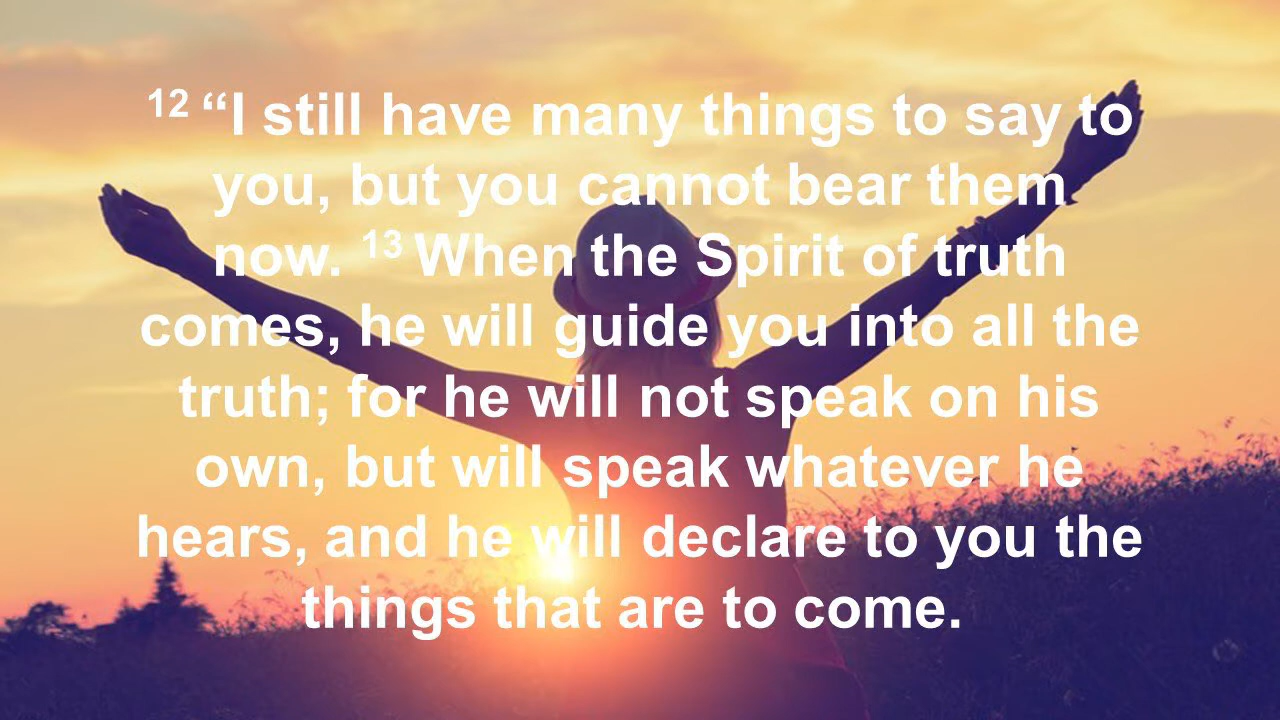 12 “I still have many things to say to
you, but you cannot bear them
now. 13 When the Spirit of truth
comes, he will guide you into all the
truth; for he will not speak on his
own, but will speak whatever he
hears, and he will declare to you the
things that are to come.